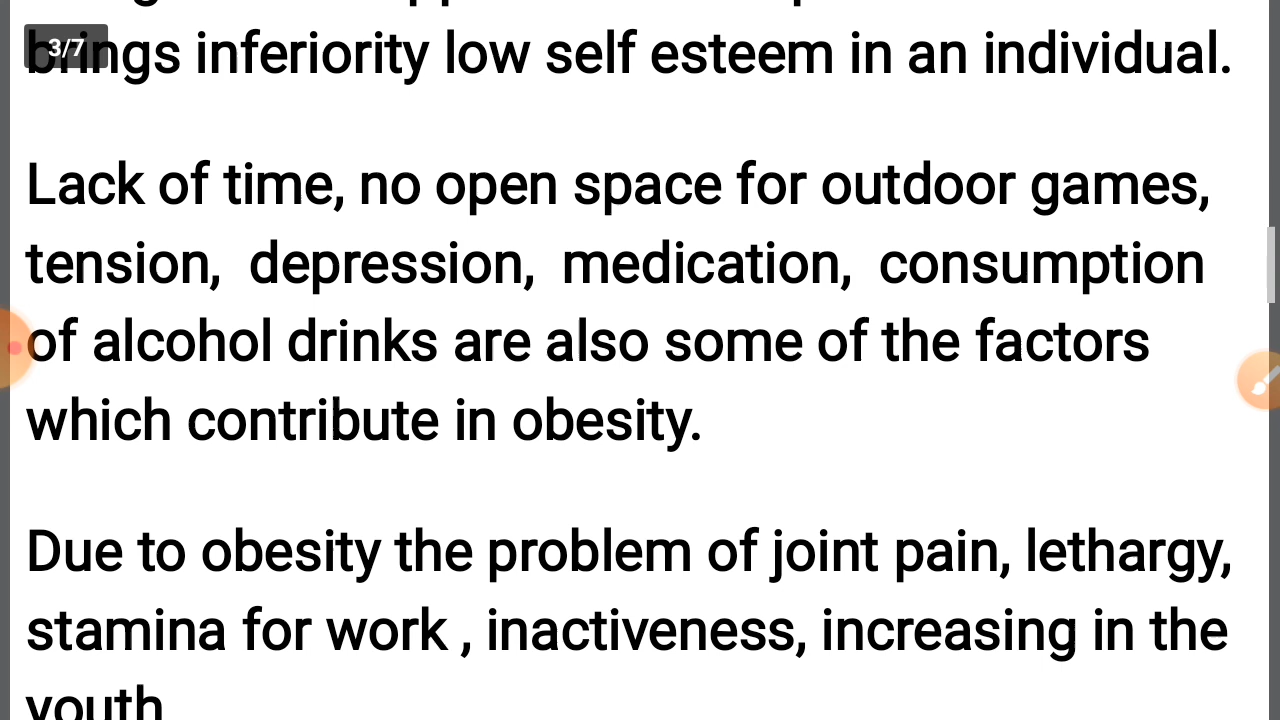 brings inferiority low self esteem in an individual.
3/7
Lack of time, no open space for outdoor games,
tension, depression, medication, consumption
of alcohol drinks are also some of the factors
which contribute in obesity.
Due to obesity the problem of joint pain, lethargy,
stamina for work , inactiveness, increasing in the
youth